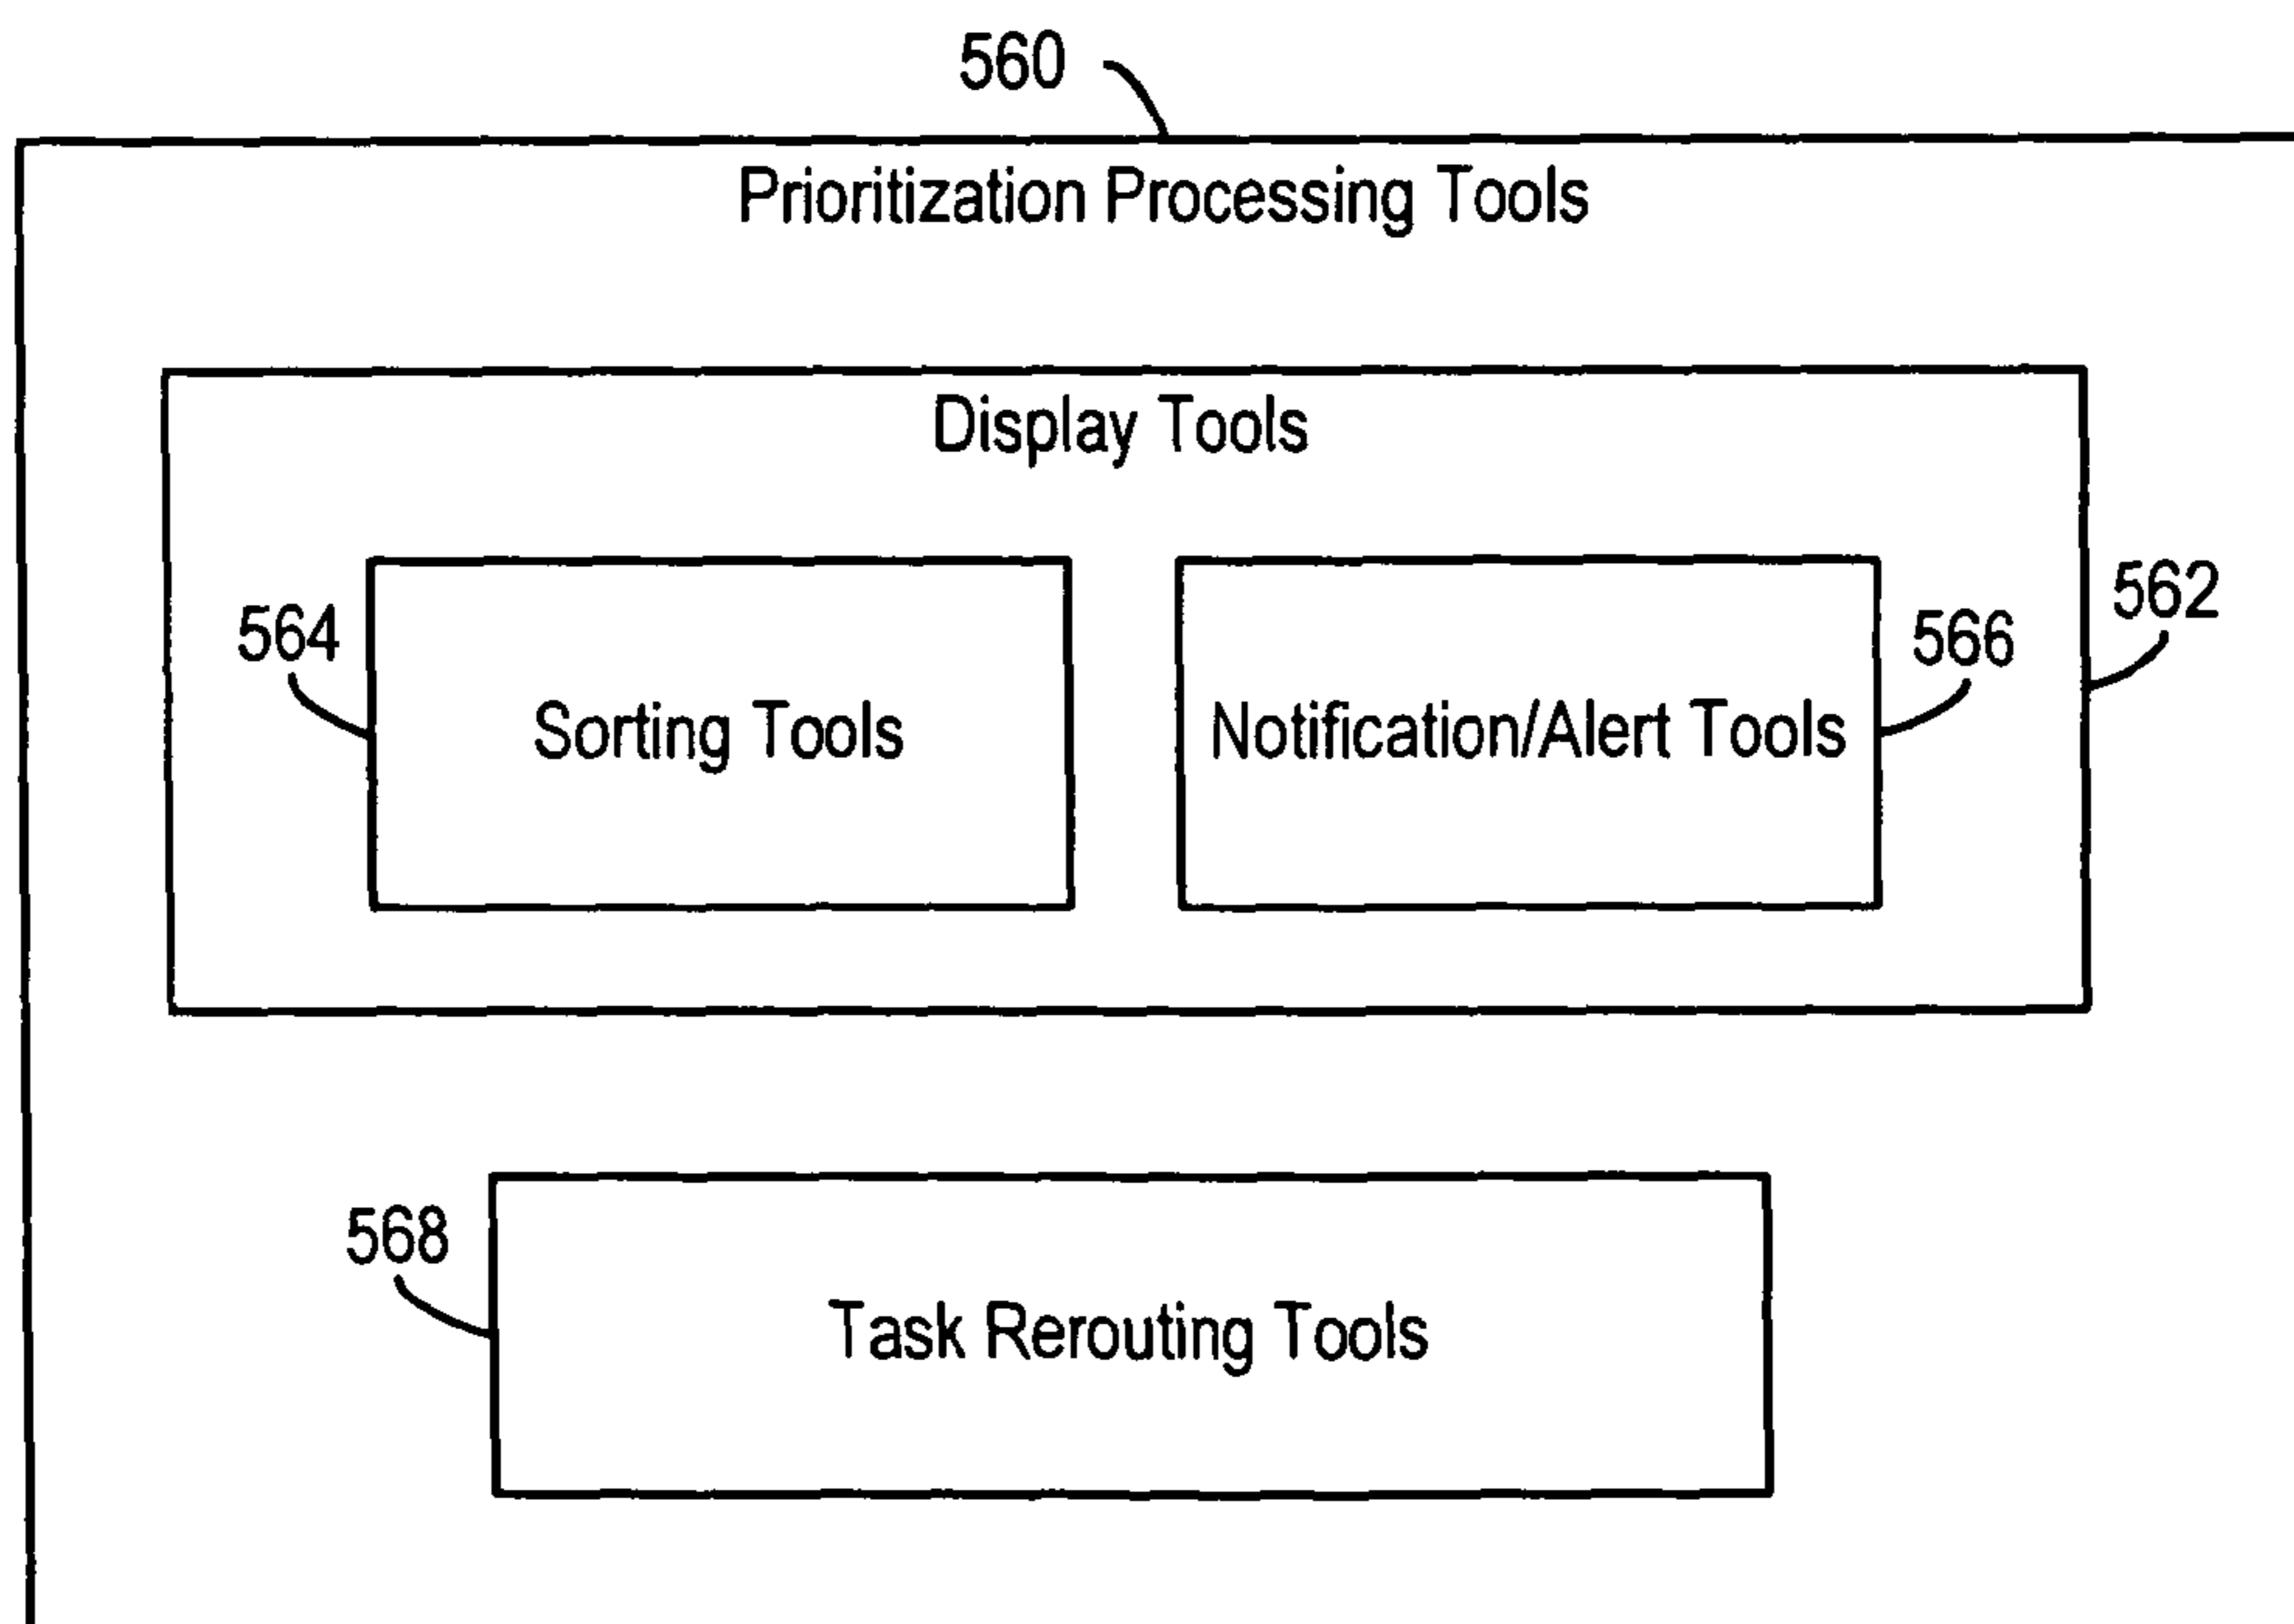 560
Prioritization Processing Tools
Display Tools
562
564
566
Sorting Tools
Notification/Alert Tools
568
Task Rerouting Tools